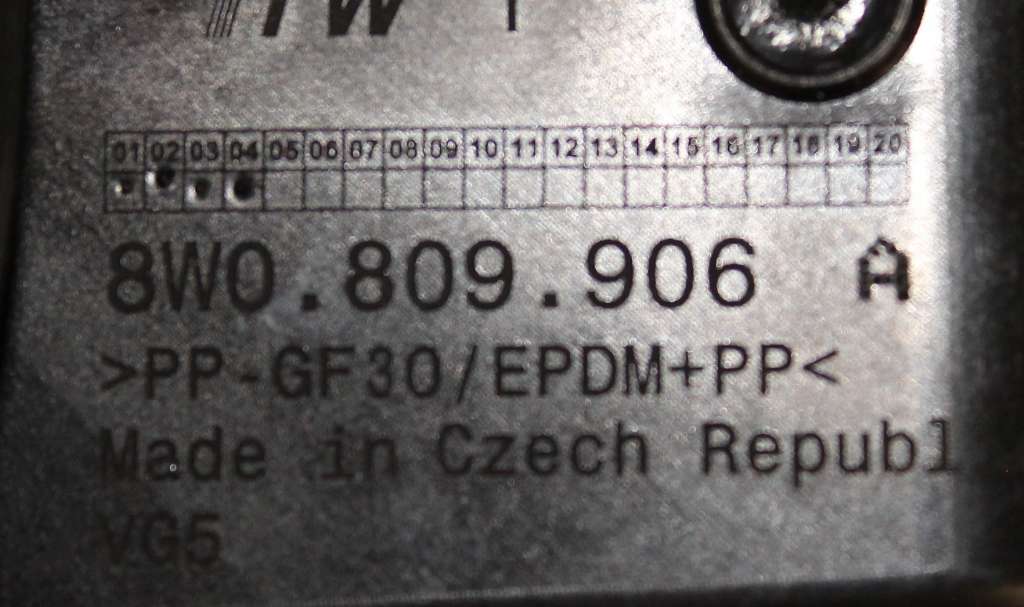 01 02 03 04 05 06 07 08 09 10 11 12 13 14 15 16 17 18 19 20
8W0.809.906 A
>PP-GF30/EPDM+PP<
Made in Czech Republ
VG5